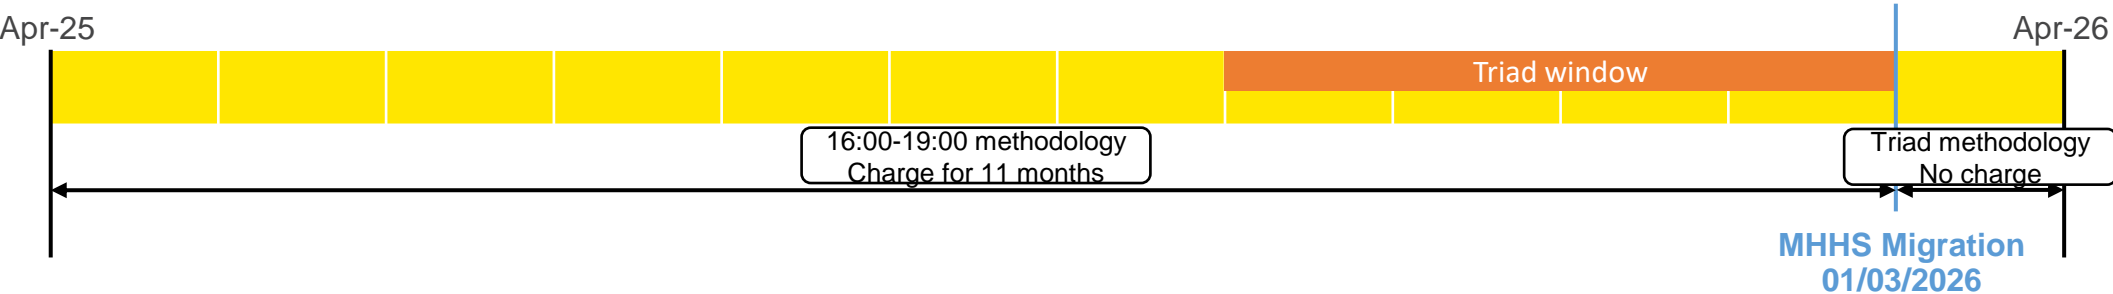 Apr-25
Apr-26
Triad window
16:00-19:00 methodology
Charge for 11 months
Triad methodology
No charge
MHHS Migration
01/03/2026